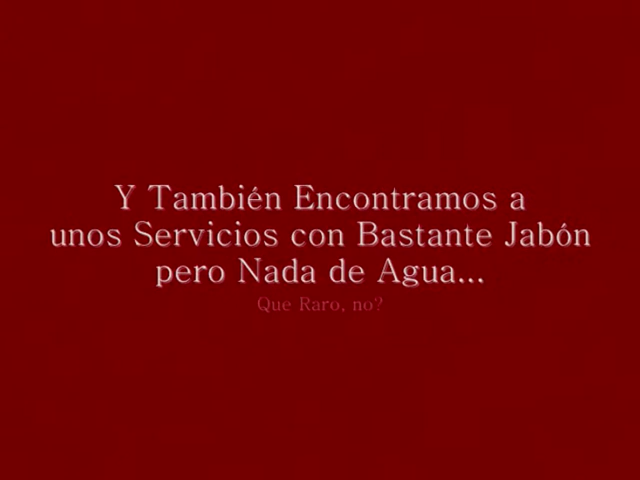 Y También Encontramos a
unos Servicios con Bastante Jabón
pero Nada de Agua...
Que Raro, no?